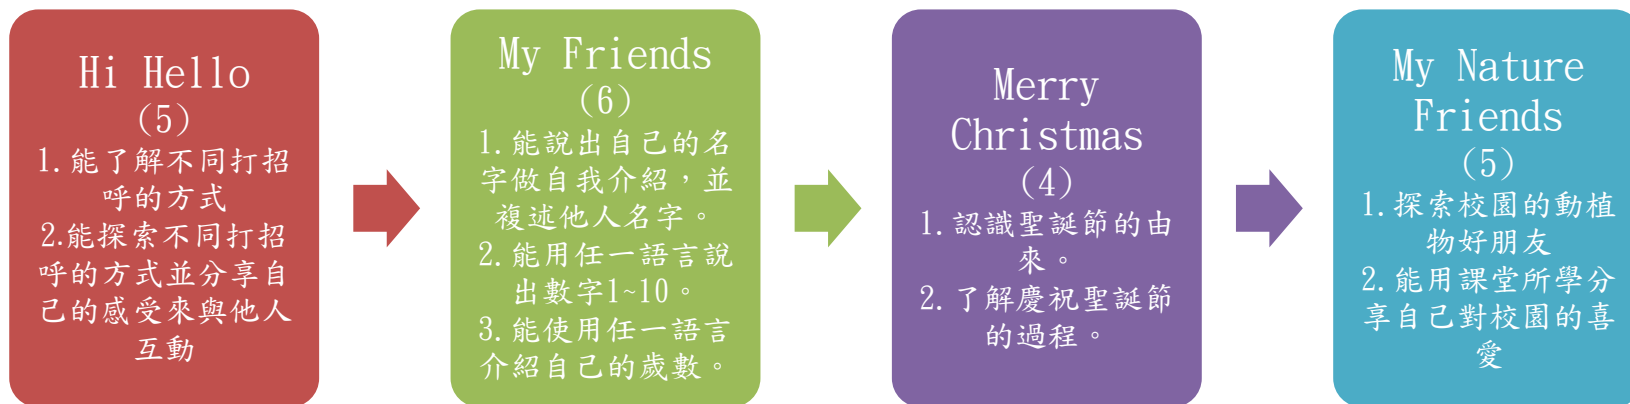 Hi Hello
(5)
1.能了解不同打招
呼的方式
2.能探索不同打招
呼的方式並分享自
己的感受來與他人
互動
My Friends
(6)
1.能說出自己的名
字做自我介紹，並
複述他人名字。
2.能用任一語言說
出數字1~10。
3.能使用任一語言
介紹自己的歲數。
Merry
Christmas
(4)
1.認識聖誕節的由
來。
2.了解慶祝聖誕節
的過程。
My Nature
Friends
(5)
1.探索校園的動植
物好朋友
2.能用課堂所學分
享自己對校園的喜
愛